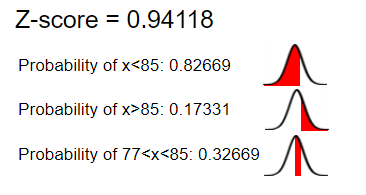 Z-score = 0.94118
Probability of x<85: 0.82669
Probability of x>85: 0.17331
Probability of 77<x<85: 0.32669